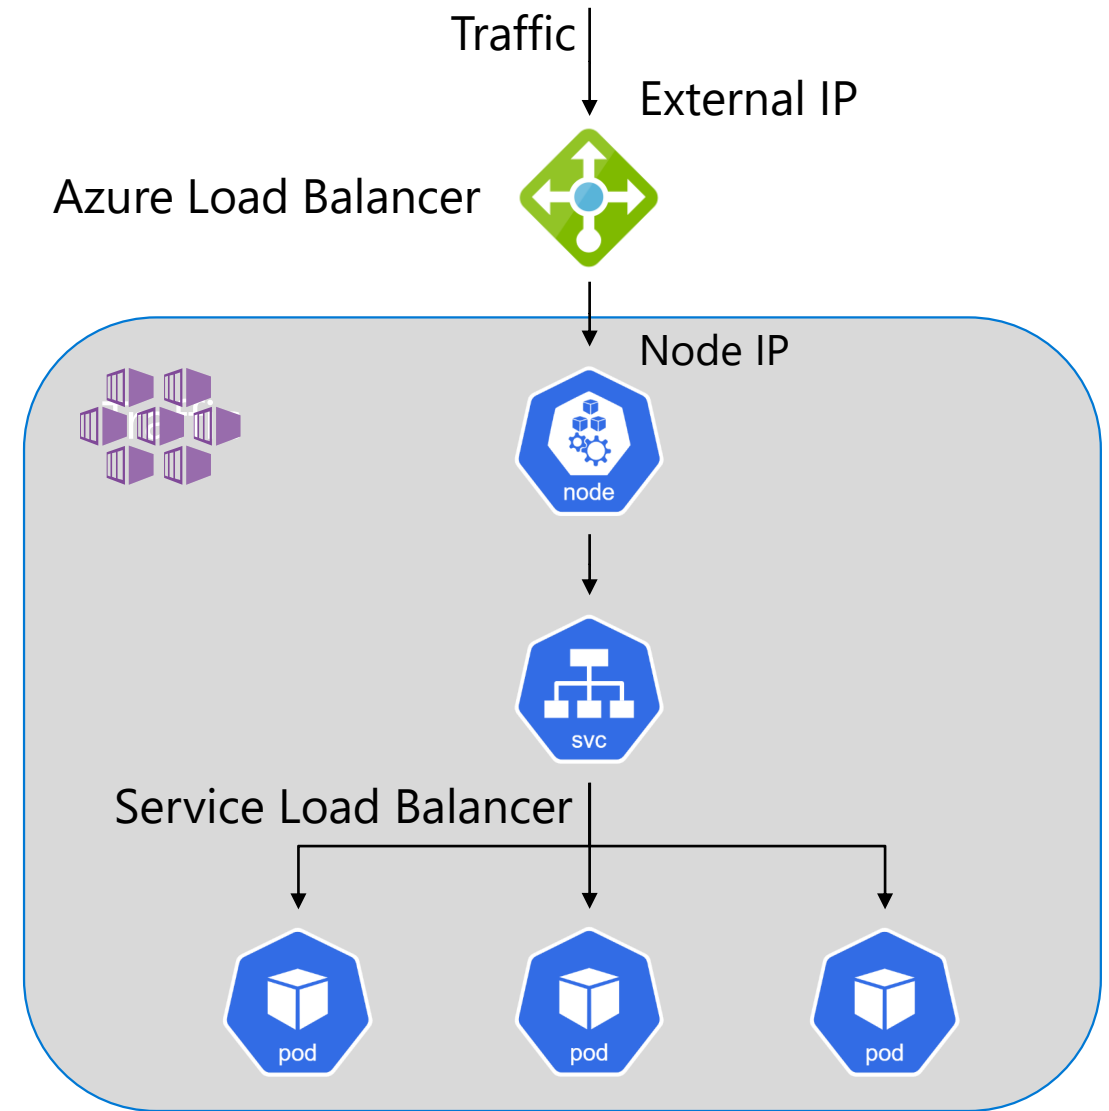 Traffic
External IP
Azure Load Balancer
Node IP
node
svc
Service Load Balancer
pod
pod
pod